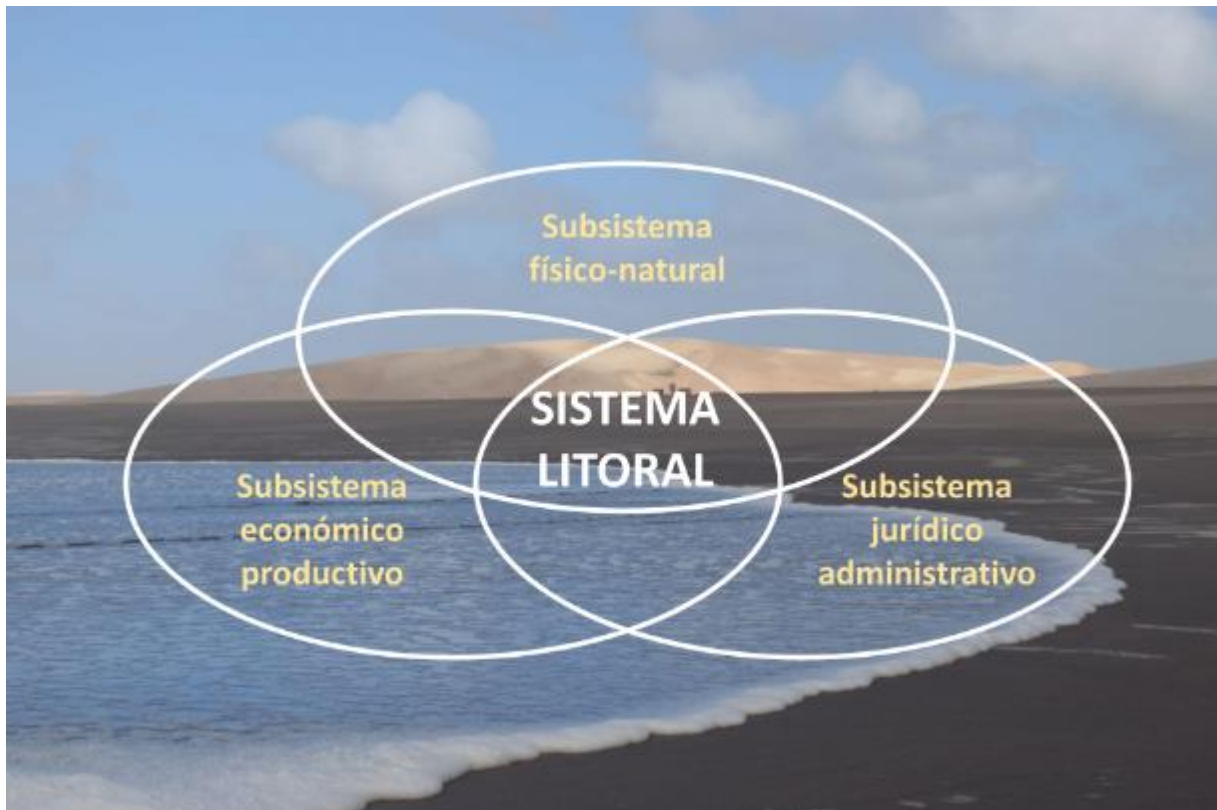 Subsistema
físico-natural
SISTEMA
LITORAL
Subsistema
económico
productivo
Subsistema
jurídico
administrativo